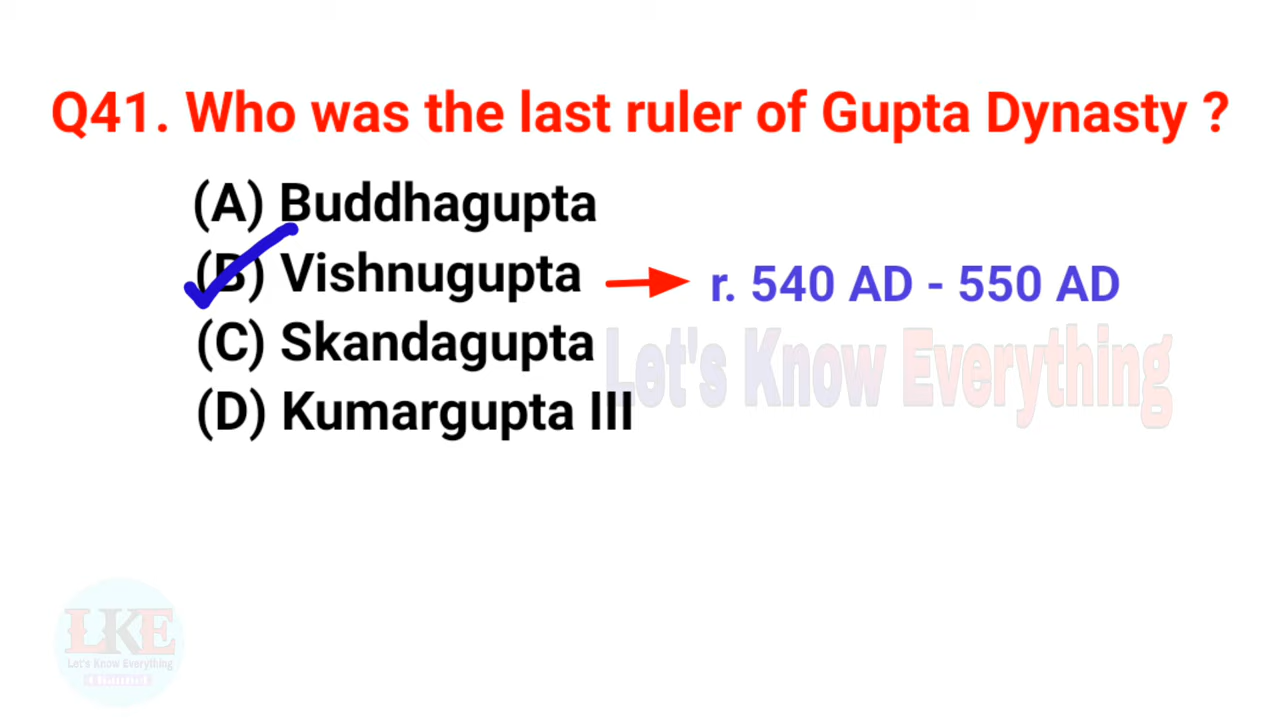 Q41. Who was the last ruler of Gupta Dynasty ?
(A) Buddhagupta
(B) Vishnugupta → r. 540 AD - 550 AD
(C) Skandagupta
Let's Know Everything
(D) Kumargupta III
LKE
Let's Know Everything
Channel